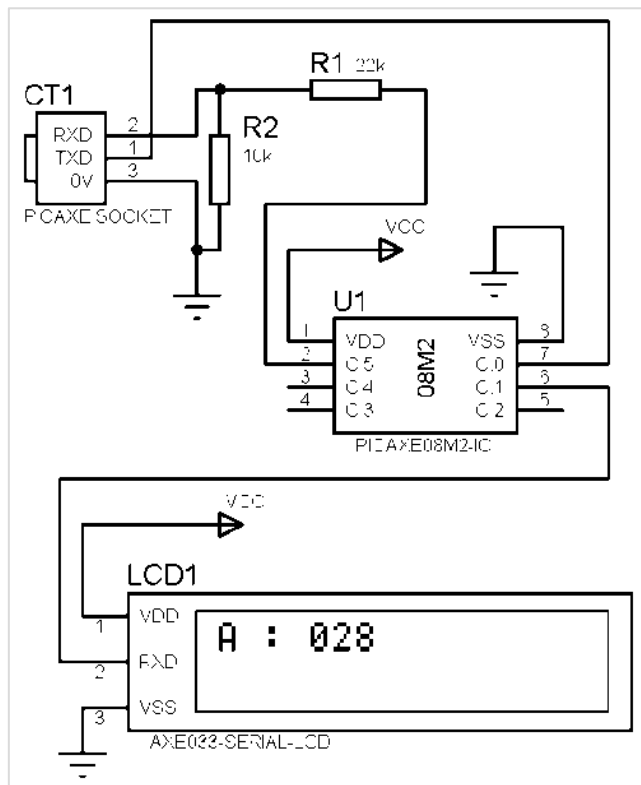 R1 22k
CT1
RXD 2
TXD 1
0V 3
PICAXE SOCKET
R2
10k
VCC
U1
1 VDD
2 C.5
3 C.4
4 C.3
08M2
VSS 8
C.0 7
C.1 6
C.2 5
PICAXE08M2-IC
VCC
LCD1
1 VDD
2 RXD
3 VSS
A : 028
AXE033-SERIAL-LCD